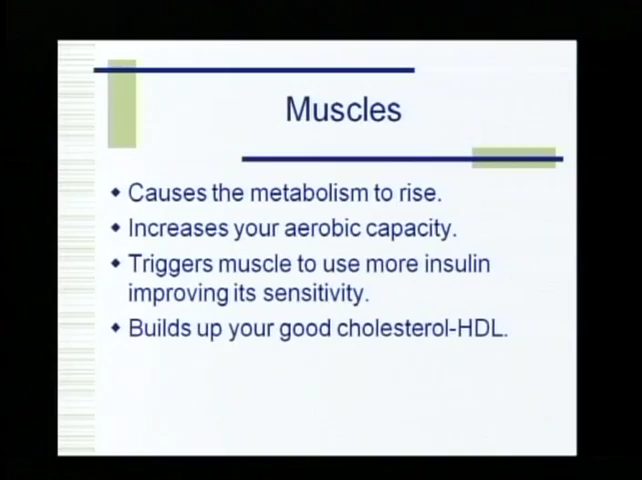 Muscles
Causes the metabolism to rise.
Increases your aerobic capacity.
Triggers muscle to use more insulin
improving its sensitivity.
Builds up your good cholesterol-HDL.